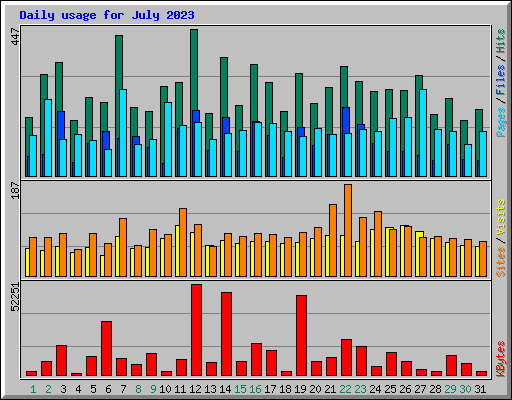 Daily usage for July 2023
447
Pages / Files / Hits
187
Sites / Visits
52251
KBytes
1 2 3 4 5 6 7 8 9 10 11 12 13 14 15 16 17 18 19 20 21 22 23 24 25 26 27 28 29 30 31